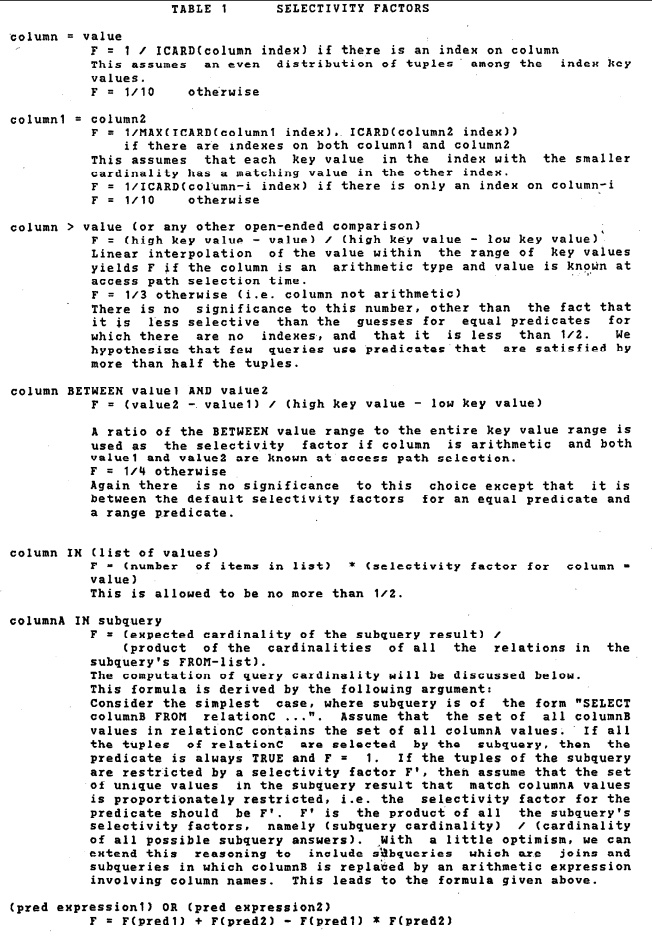 TABLE 1 SELECTIVITY FACTORS
column = value
F = 1 / ICARD(column index) if there is an index on column
This assumes an even distribution of tuples among the index key
values.
F = 1/10 otherwise
column1 = column2
F = 1/MAX(ICARD(column1 index), ICARD(column2 index))
if there are indexes on both column1 and column2
This assumes that each key value in the index with the smaller
cardinality has a matching value in the other index.
F = 1/ICARD(column-i index) if there is only an index on column-i
F = 1/10 otherwise
column > value (or any other open-ended comparison)
F = (high key value - value) / (high key value - low key value)
Linear interpolation of the value within the range of key values
yields F if the column is an arithmetic type and value is known at
access path selection time.
F = 1/3 otherwise (i.e. column not arithmetic)
There is no significance to this number, other than the fact that
it is less selective than the guesses for equal predicates for
which there are no indexes, and that it is less than 1/2. We
hypothesize that few queries use predicates that are satisfied by
more than half the tuples.
column BETWEEN value1 AND value2
F = (value2 - value1) / (high key value - low key value)
A ratio of the BETWEEN value range to the entire key value range is
used as the selectivity factor if column is arithmetic and both
value1 and value2 are known at access path selection.
F = 1/4 otherwise
Again there is no significance to this choice except that it is
between the default selectivity factors for an equal predicate and
a range predicate.
column IN (list of values)
F = (number of items in list) * (selectivity factor for column =
value)
This is allowed to be no more than 1/2.
columnA IN subquery
F = (expected cardinality of the subquery result) /
(product of the cardinalities of all the relations in the
subquery's FROM-list).
The computation of query cardinality will be discussed below.
This formula is derived by the following argument:
Consider the simplest case, where subquery is of the form "SELECT
columnB FROM relationC ...". Assume that the set of all columnB
values in relationC contains the set of all columnA values. If all
the tuples of relationC are selected by the subquery, then the
predicate is always TRUE and F = 1. If the tuples of the subquery
are restricted by a selectivity factor F', then assume that the set
of unique values in the subquery result that match columnA values
is proportionately restricted, i.e. the selectivity factor for the
predicate should be F'. F' is the product of all the subquery's
selectivity factors, namely (subquery cardinality) / (cardinality
of all possible subquery answers). With a little optimism, we can
extend this reasoning to include subqueries which are joins and
subqueries in which columnB is replaced by an arithmetic expression
involving column names. This leads to the formula given above.
(pred expression1) OR (pred expression2)
F = F(pred1) + F(pred2) - F(pred1) * F(pred2)